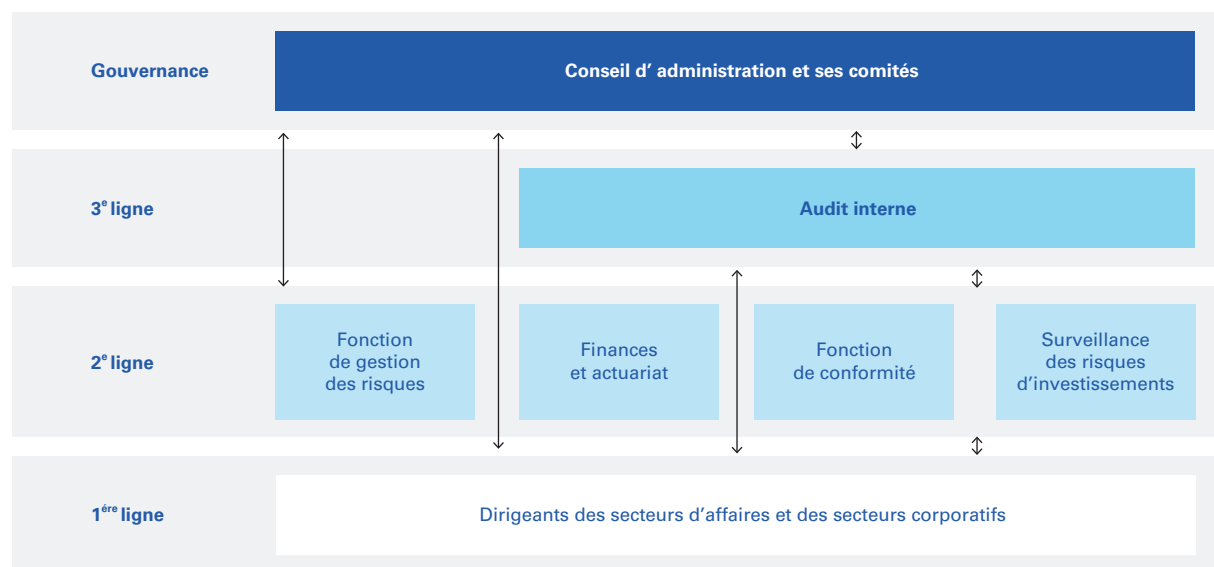 Gouvernance
Conseil d' administration et ses comités
3e ligne
Audit interne
2e ligne
Fonction
de gestion
des risques
Finances
et actuariat
Fonction
de conformité
Surveillance
des risques
d'investissements
1ére ligne
Dirigeants des secteurs d'affaires et des secteurs corporatifs